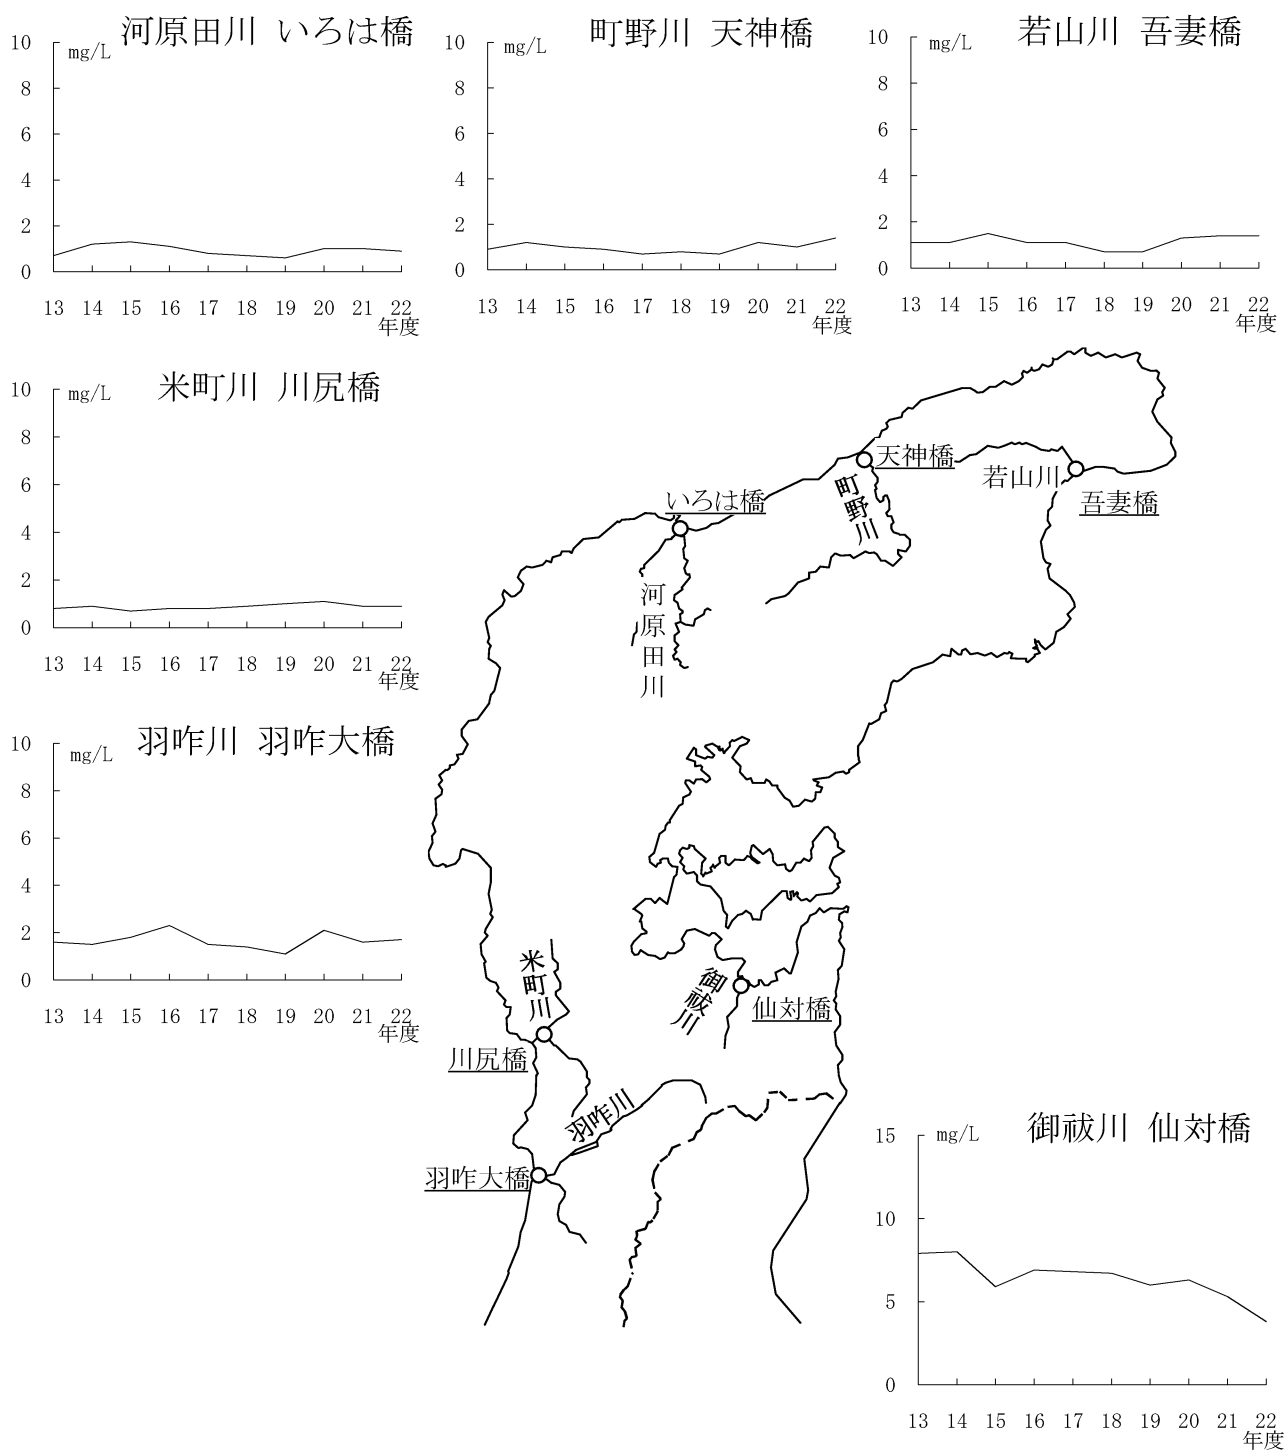 河原田川 いろは橋
mg/L
10
8
6
4
2
0
13 14 15 16 17 18 19 20 21 22
年度
町野川 天神橋
mg/L
10
8
6
4
2
0
13 14 15 16 17 18 19 20 21 22
年度
若山川 吾妻橋
mg/L
10
8
6
4
2
0
13 14 15 16 17 18 19 20 21 22
年度
米町川 川尻橋
mg/L
10
8
6
4
2
0
13 14 15 16 17 18 19 20 21 22
年度
羽咋川 羽咋大橋
mg/L
10
8
6
4
2
0
13 14 15 16 17 18 19 20 21 22
年度
天神橋
若山川
吾妻橋
町野川
いろは橋
河原田川
米町川
御祓川
仙対橋
川尻橋
羽咋川
羽咋大橋
御祓川 仙対橋
mg/L
15
10
5
0
13 14 15 16 17 18 19 20 21 22
年度